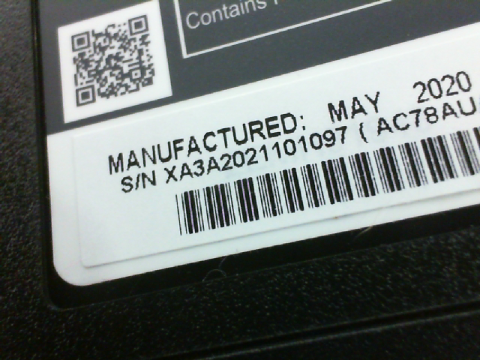 Contains
MANUFACTURED: MAY 2020
S/N XA3A2021101097 ( AC78AU